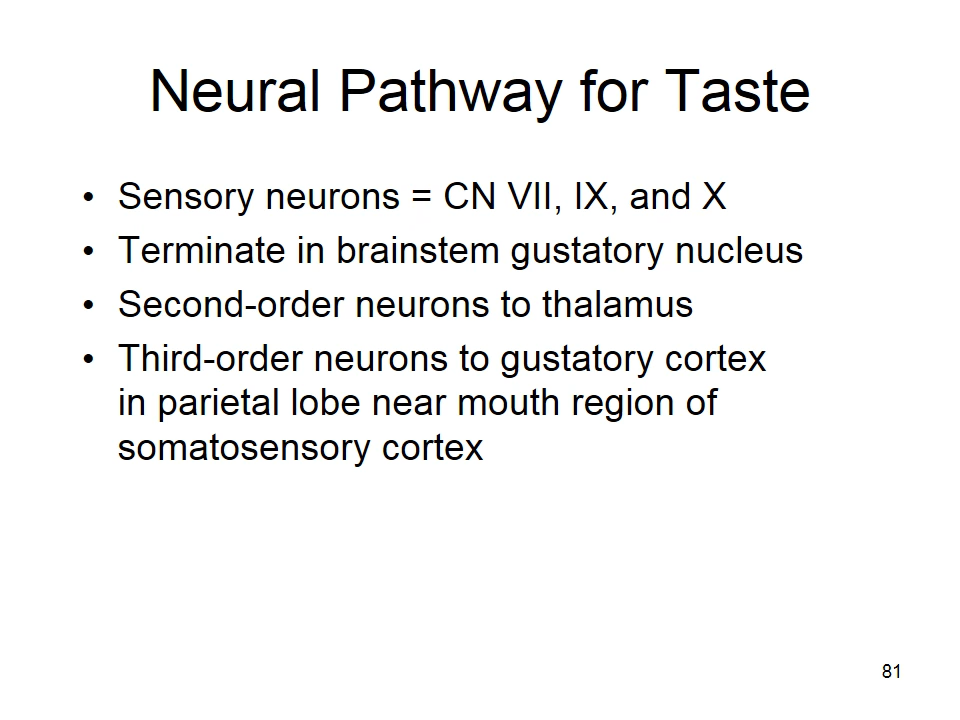 Neural Pathway for Taste
• Sensory neurons = CN VII, IX, and X
• Terminate in brainstem gustatory nucleus
• Second-order neurons to thalamus
• Third-order neurons to gustatory cortex
in parietal lobe near mouth region of
somatosensory cortex
81